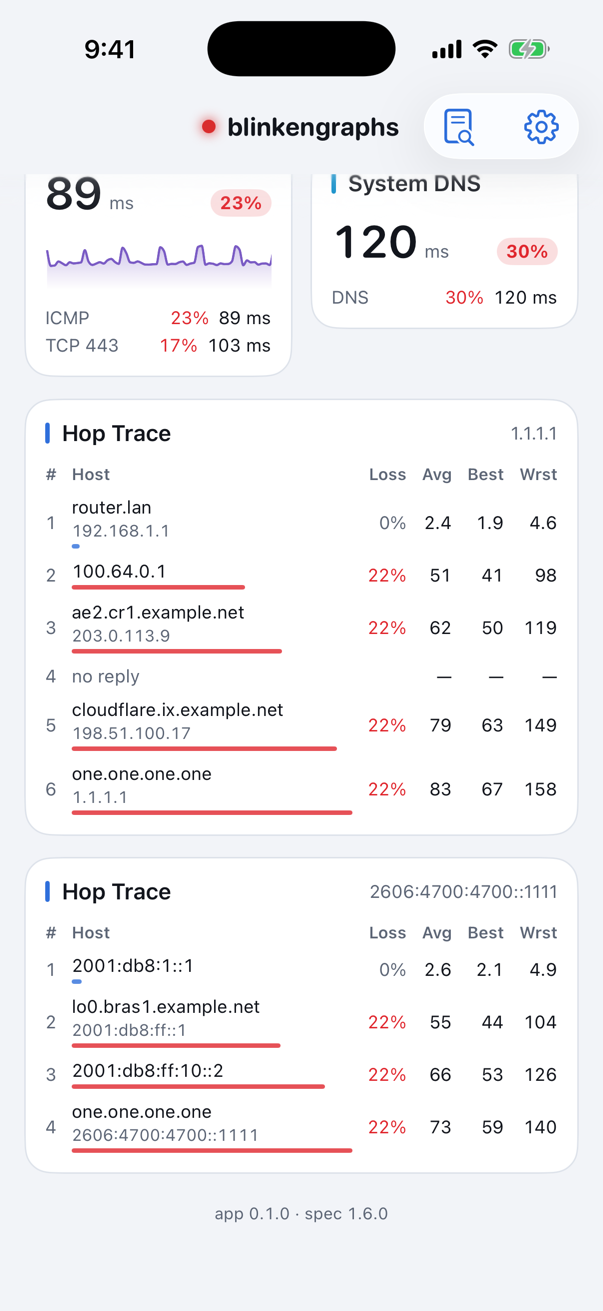 9:41
blinkengraphs
89 ms 23%
ICMP 23% 89 ms
TCP 443 17% 103 ms
System DNS
120 ms 30%
DNS 30% 120 ms
Hop Trace 1.1.1.1
# Host Loss Avg Best Wrst
1 router.lan 0% 2.4 1.9 4.6
192.168.1.1
2 100.64.0.1 22% 51 41 98
3 ae2.cr1.example.net 22% 62 50 119
203.0.113.9
4 no reply — — —
5 cloudflare.ix.example.net 22% 79 63 149
198.51.100.17
6 one.one.one.one 22% 83 67 158
1.1.1.1
Hop Trace 2606:4700:4700::1111
# Host Loss Avg Best Wrst
1 2001:db8:1::1 0% 2.6 2.1 4.9
2 lo0.bras1.example.net 22% 55 44 104
2001:db8:ff::1
3 2001:db8:ff:10::2 22% 66 53 126
4 one.one.one.one 22% 73 59 140
2606:4700:4700::1111
app 0.1.0 · spec 1.6.0